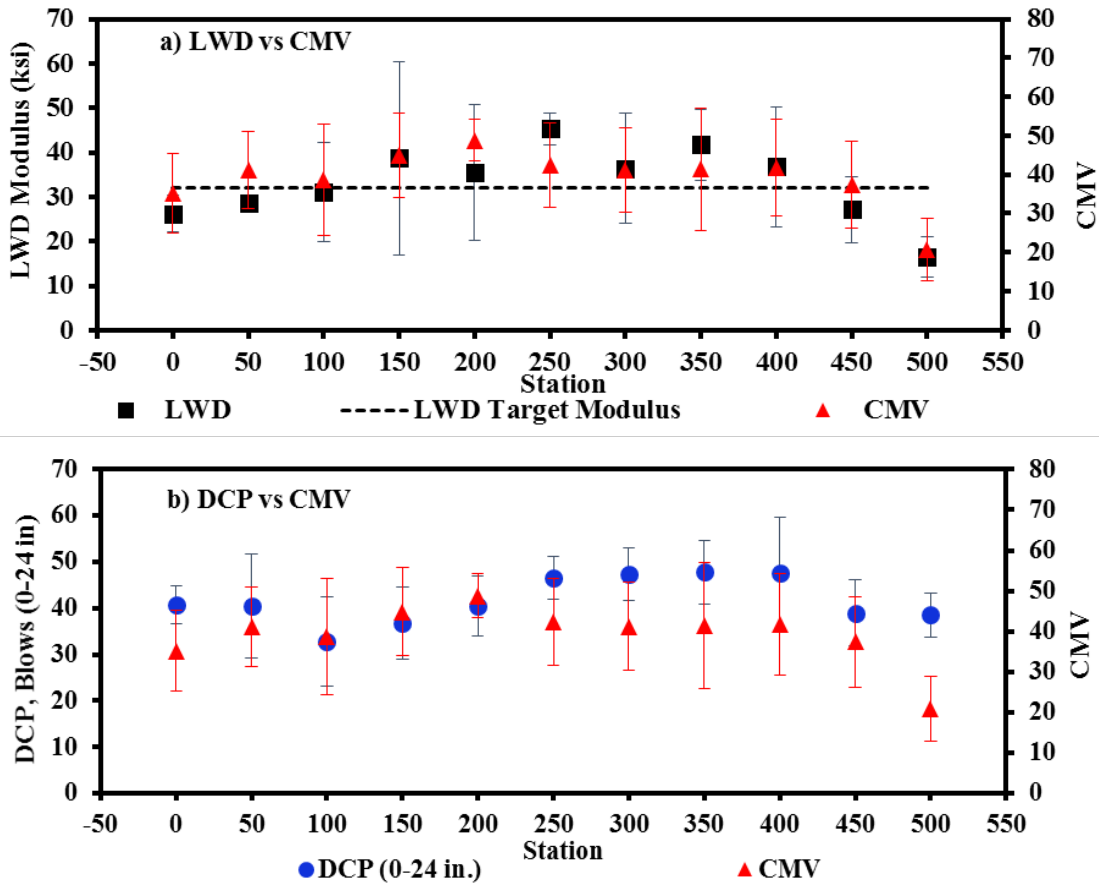 a) LWD vs CMV
LWD Modulus (ksi)
70
60
50
40
30
20
10
0
80
70
60
50
40
30
20
10
0
CMV
-50 0 50 100 150 200 250 300 350 400 450 500 550
Station
LWD LWD Target Modulus CMV
b) DCP vs CMV
DCP, Blows (0-24 in)
70
60
50
40
30
20
10
0
80
70
60
50
40
30
20
10
0
CMV
-50 0 50 100 150 200 250 300 350 400 450 500 550
Station
DCP (0-24 in.) CMV